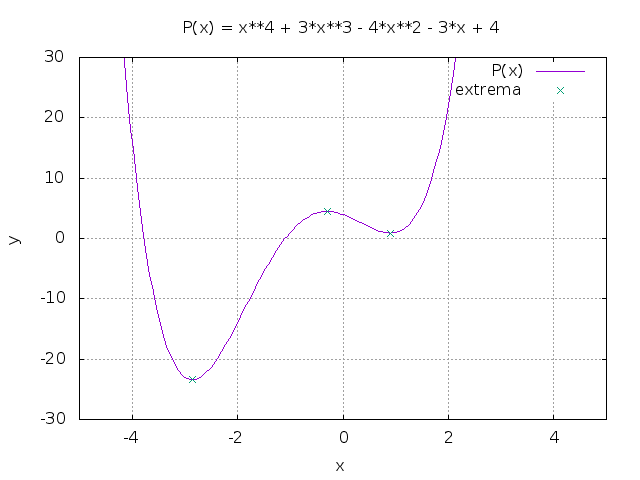 P(x) = x**4 + 3*x**3 - 4*x**2 - 3*x + 4
30
P(x)
extrema
20
10
0
-10
-20
-30
y
-4
-2
0
2
4
x